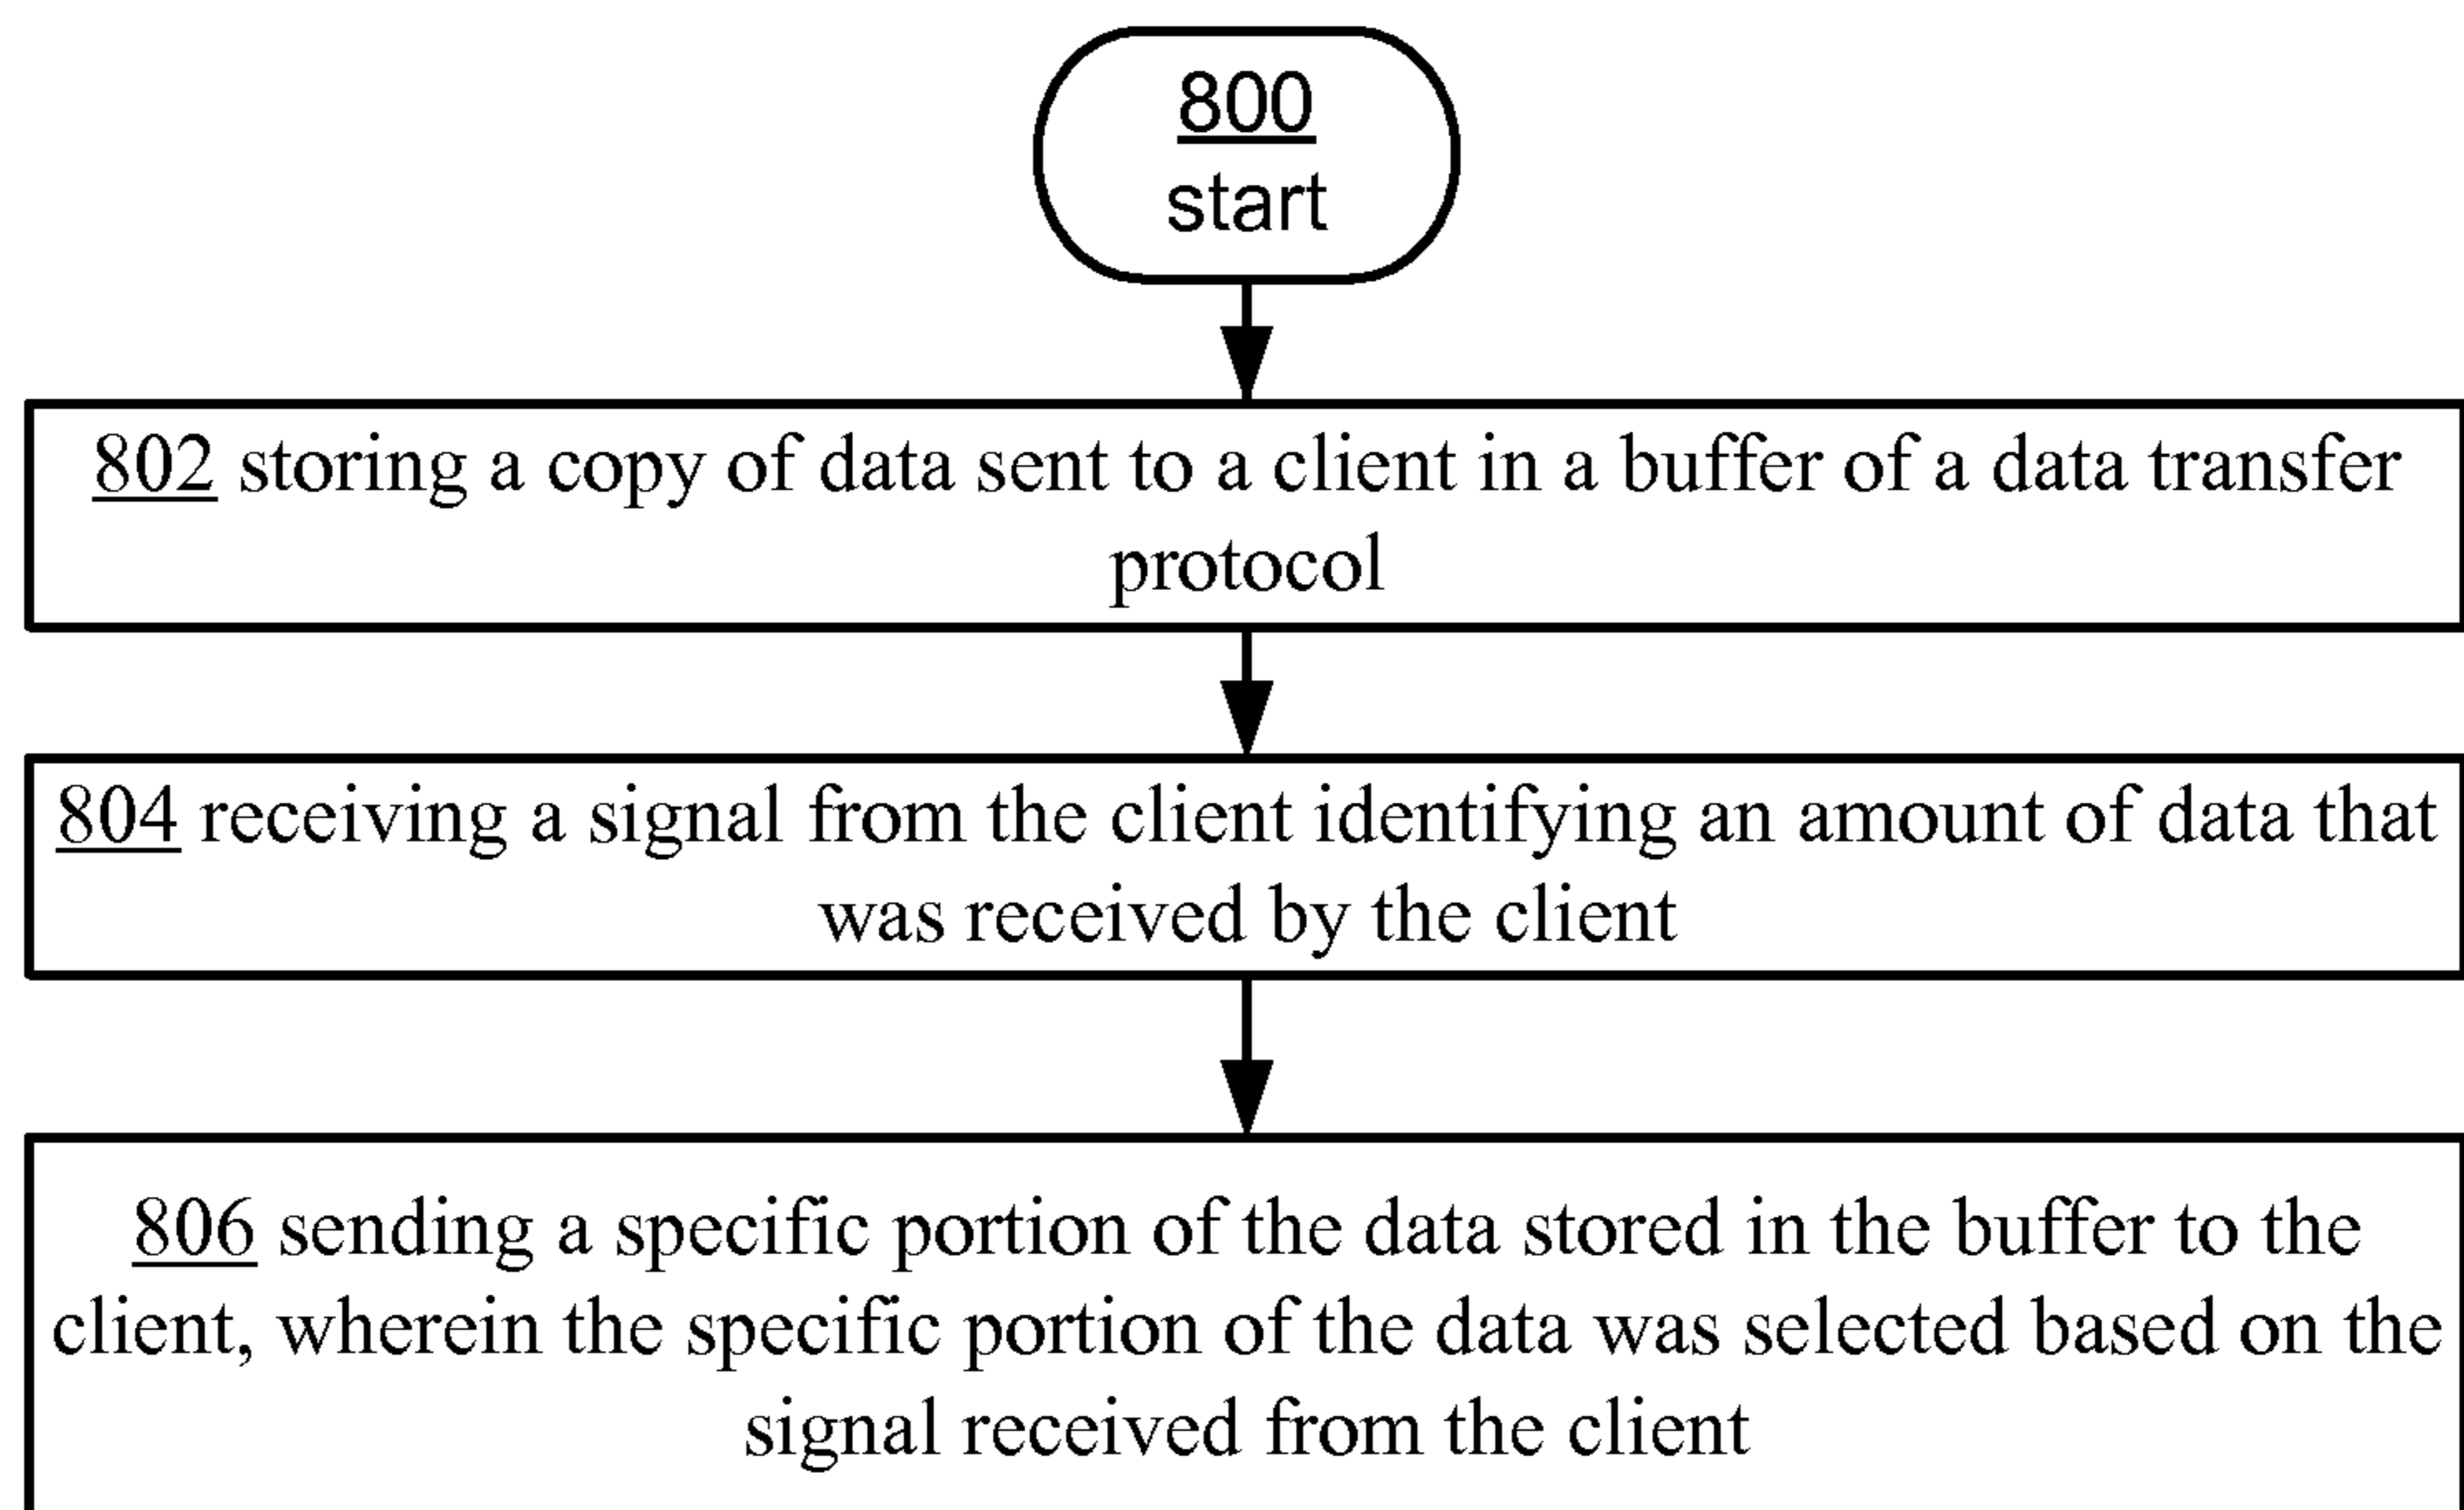 800
start
802 storing a copy of data sent to a client in a buffer of a data transfer
protocol
804 receiving a signal from the client identifying an amount of data that
was received by the client
806 sending a specific portion of the data stored in the buffer to the
client, wherein the specific portion of the data was selected based on the
signal received from the client